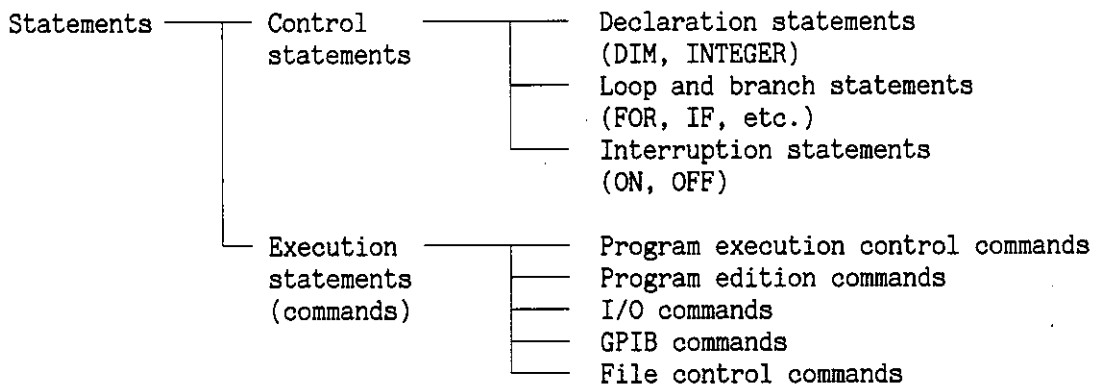 Statements Control Declaration statements
statements (DIM, INTEGER)
Loop and branch statements
(FOR, IF, etc.)
Interruption statements
(ON, OFF)
Execution Program execution control commands
statements Program edition commands
(commands) I/O commands
GPIB commands
File control commands